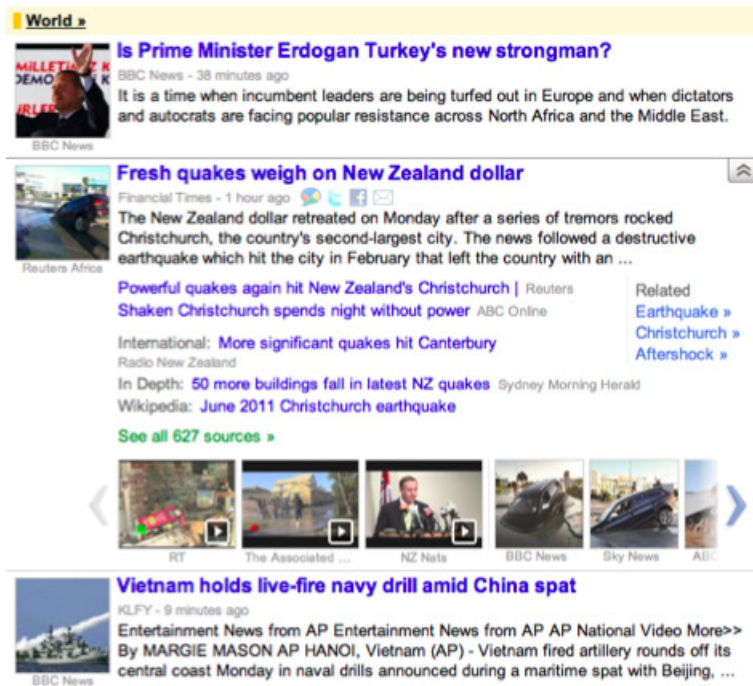 World »
Is Prime Minister Erdogan Turkey's new strongman?
BBC News - 38 minutes ago
It is a time when incumbent leaders are being turfed out in Europe and when dictators
and autocrats are facing popular resistance across North Africa and the Middle East.
BBC News
Fresh quakes weigh on New Zealand dollar
Financial Times - 1 hour ago
The New Zealand dollar retreated on Monday after a series of tremors rocked
Christchurch, the country's second-largest city. The news followed a destructive
earthquake which hit the city in February that left the country with an ...
Reuters Africa
Powerful quakes again hit New Zealand's Christchurch | Reuters
Shaken Christchurch spends night without power ABC Online
International: More significant quakes hit Canterbury
Radio New Zealand
In Depth: 50 more buildings fall in latest NZ quakes Sydney Morning Herald
Wikipedia: June 2011 Christchurch earthquake
Related
Earthquake »
Christchurch »
Aftershock »
See all 627 sources »
RT
The Associated ...
NZ Nats
BBC News
Sky News
ABC
Vietnam holds live-fire navy drill amid China spat
KLFY - 9 minutes ago
Entertainment News from AP Entertainment News from AP AP National Video More>>
By MARGIE MASON AP HANOI, Vietnam (AP) - Vietnam fired artillery rounds off its
central coast Monday in naval drills announced during a maritime spat with Beijing, ...
BBC News